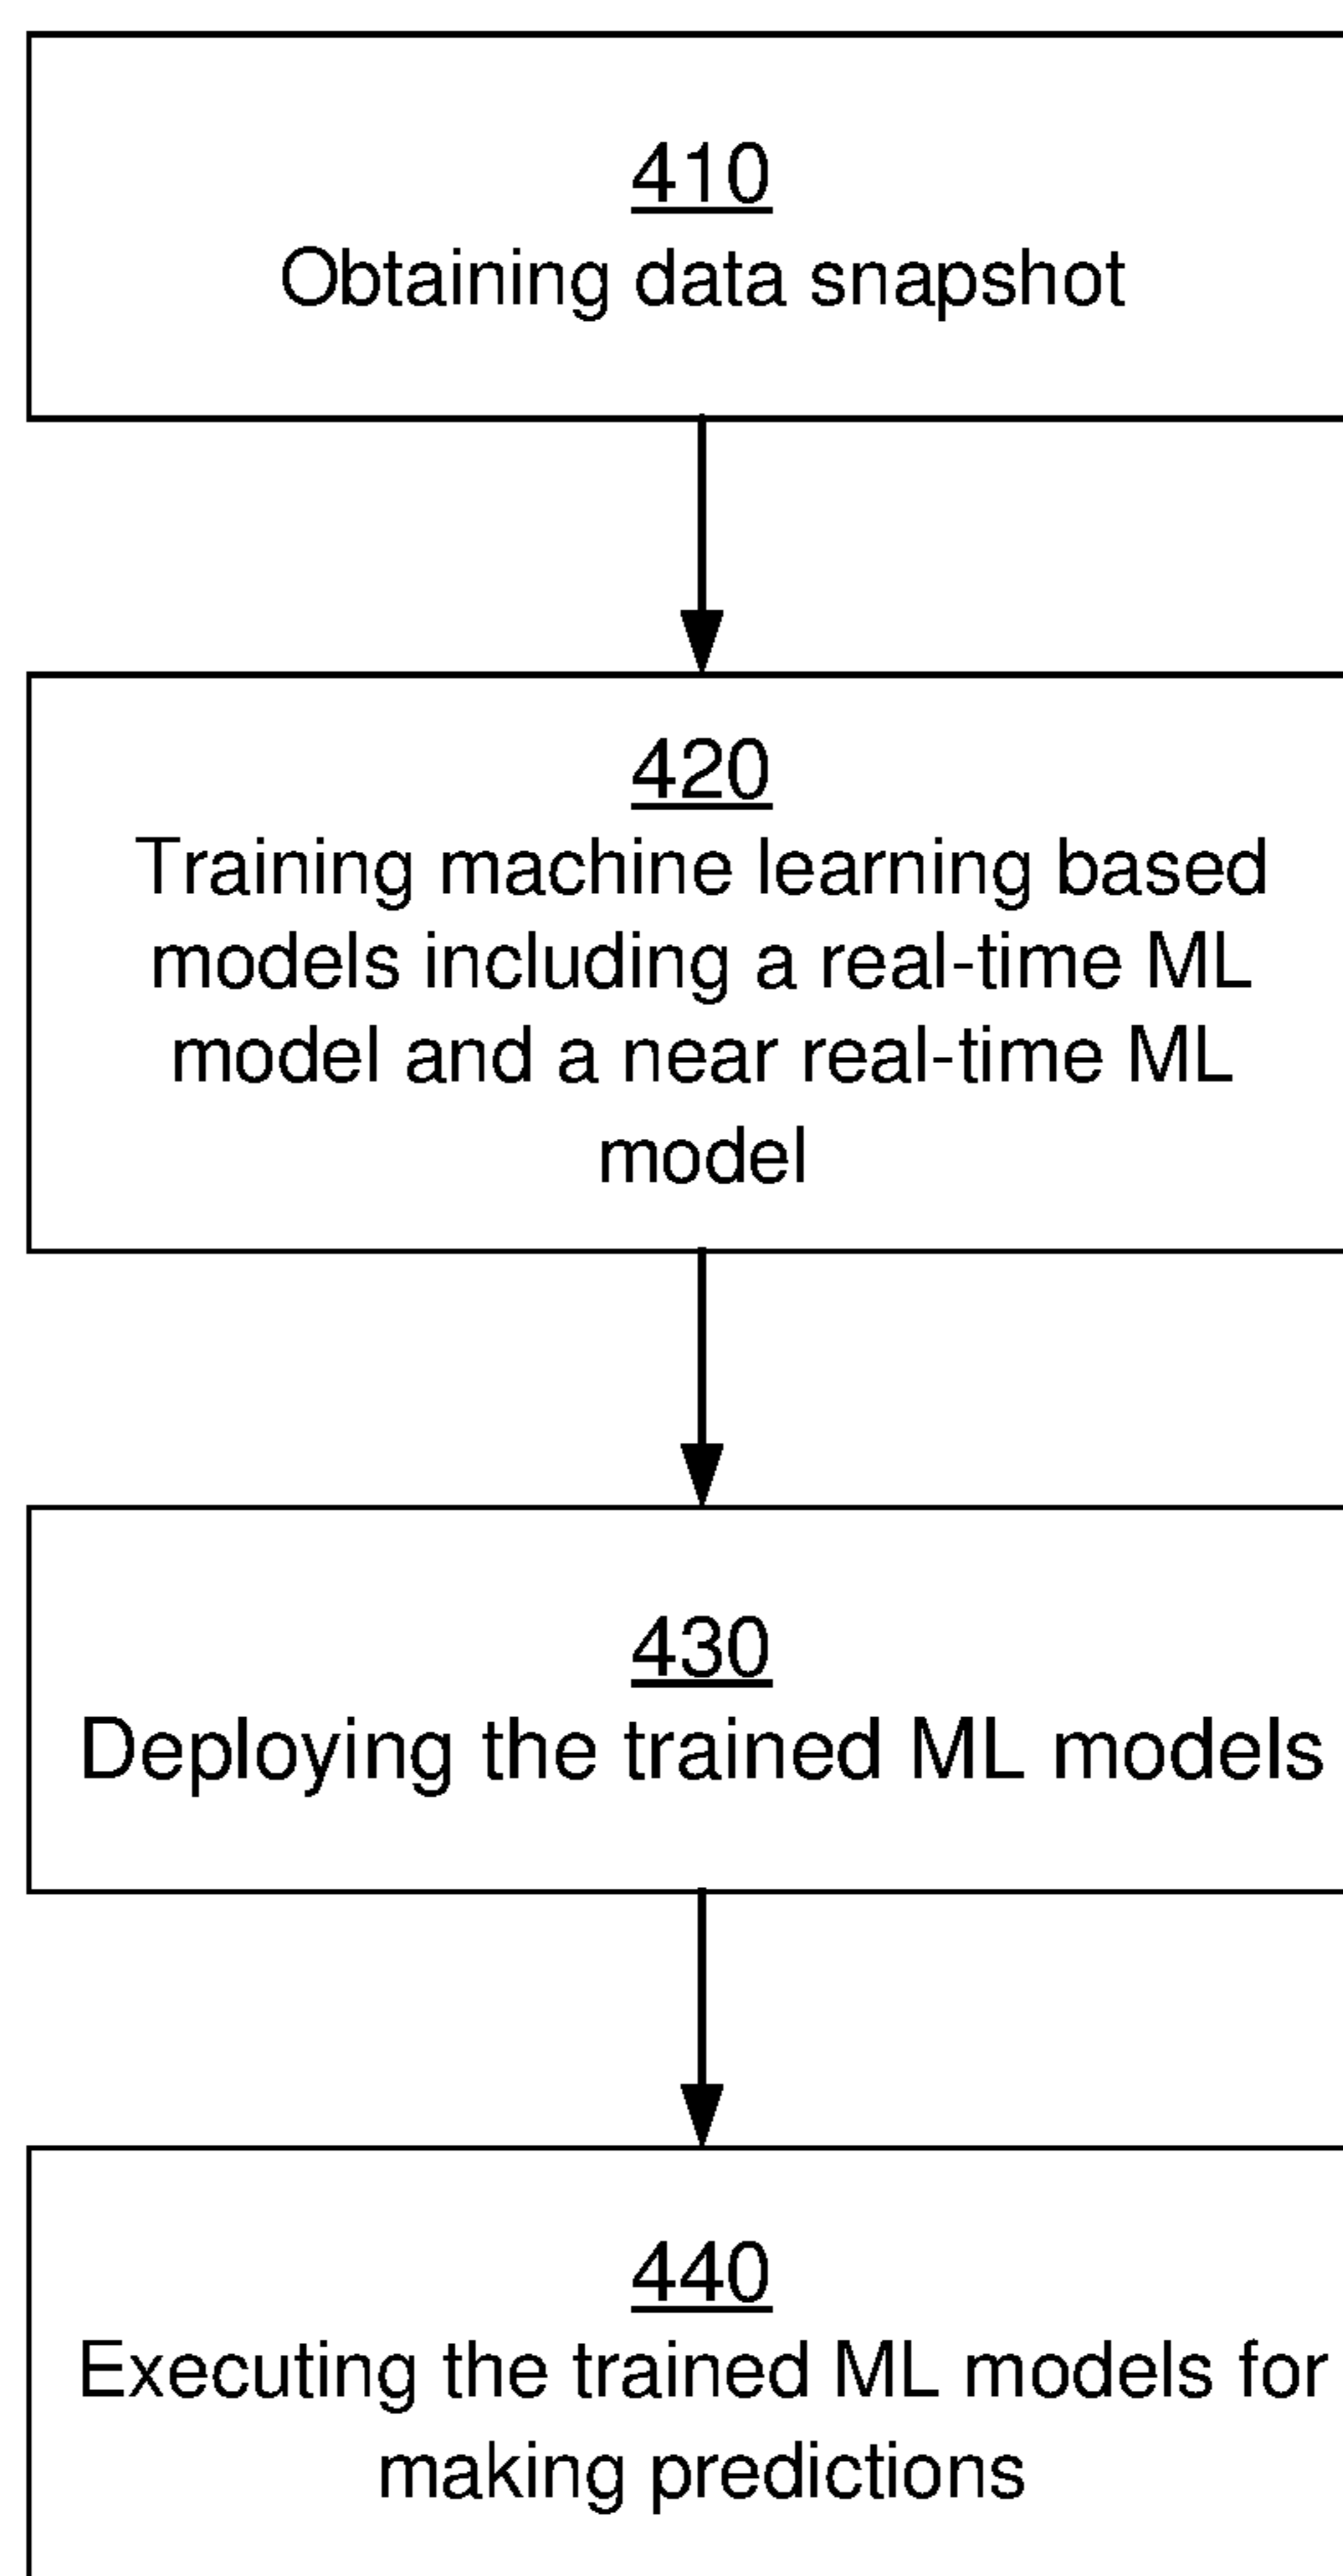 410
Obtaining data snapshot
420
Training machine learning based
models including a real-time ML
model and a near real-time ML
model
430
Deploying the trained ML models
440
Executing the trained ML models for
making predictions